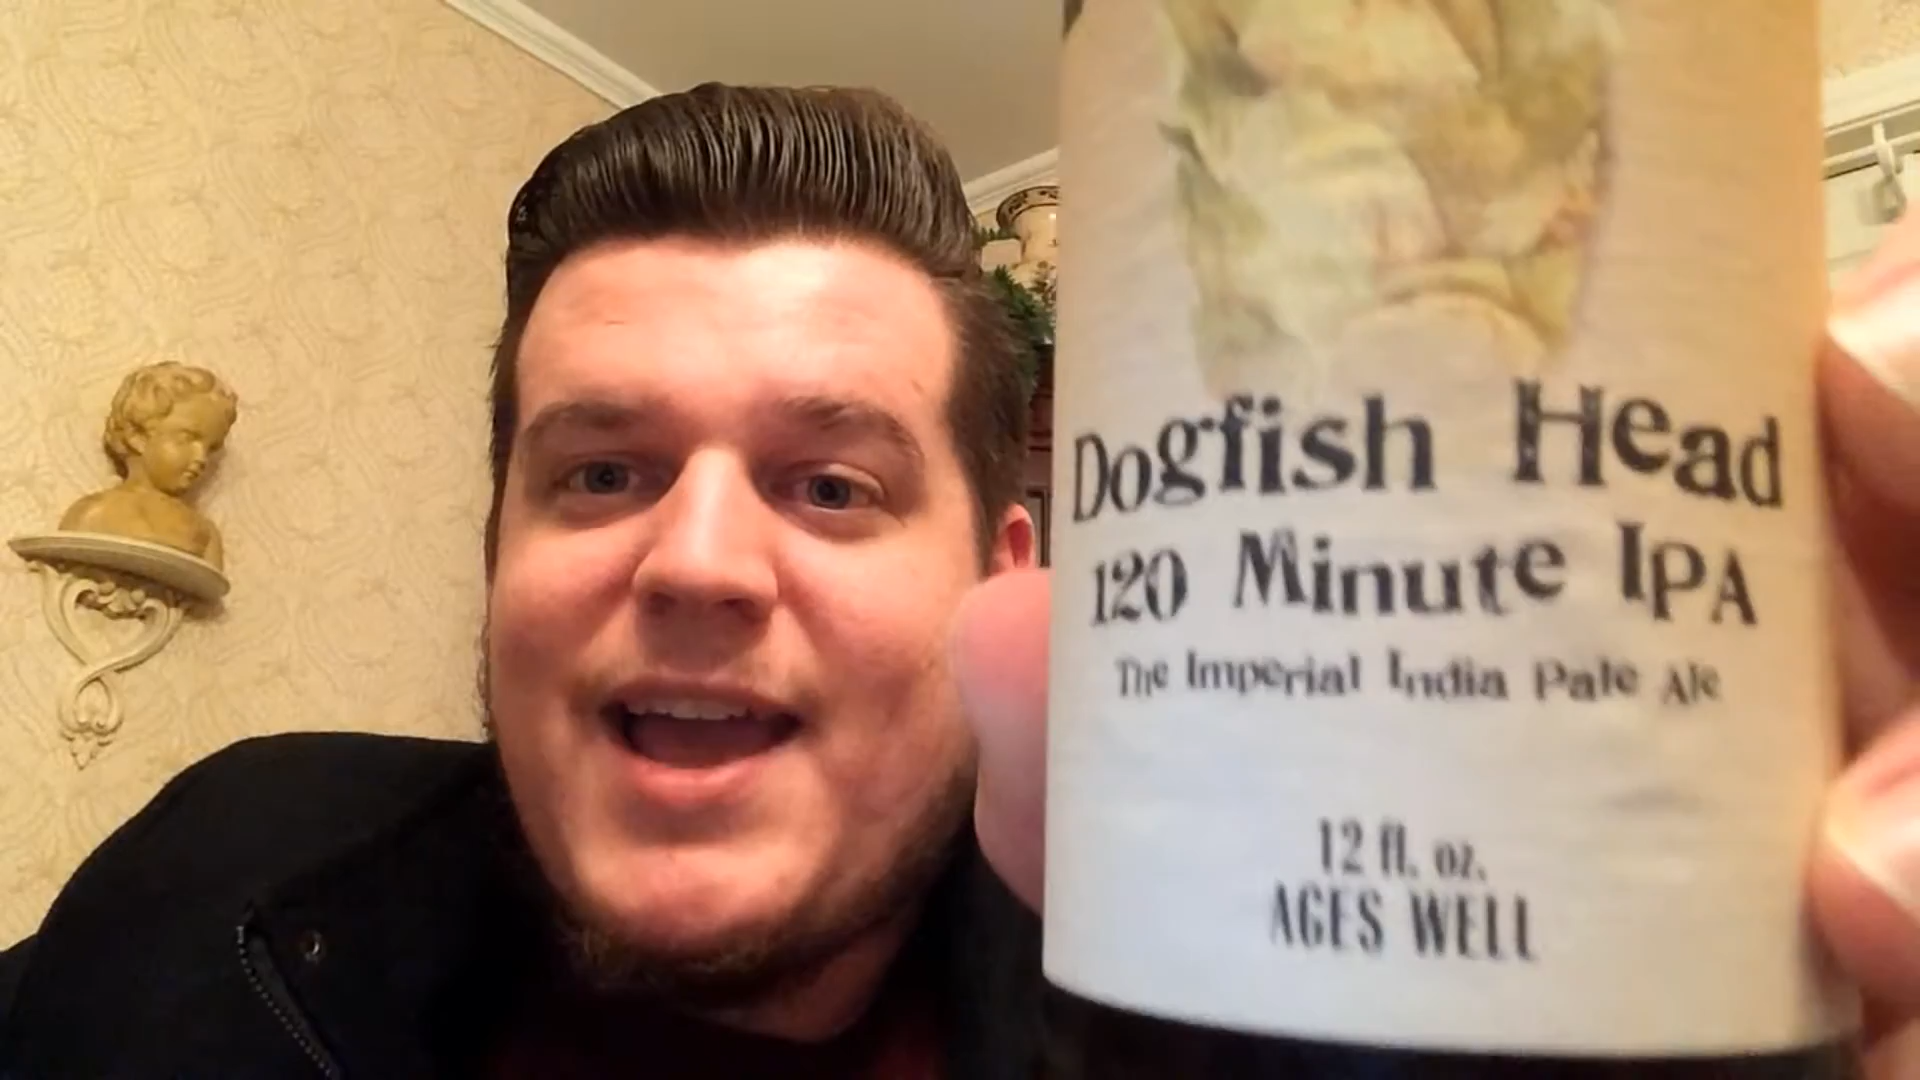 Dogfish Head
120 Minute IPA
The Imperial India Pale Ale
12 fl. oz.
AGES WELL